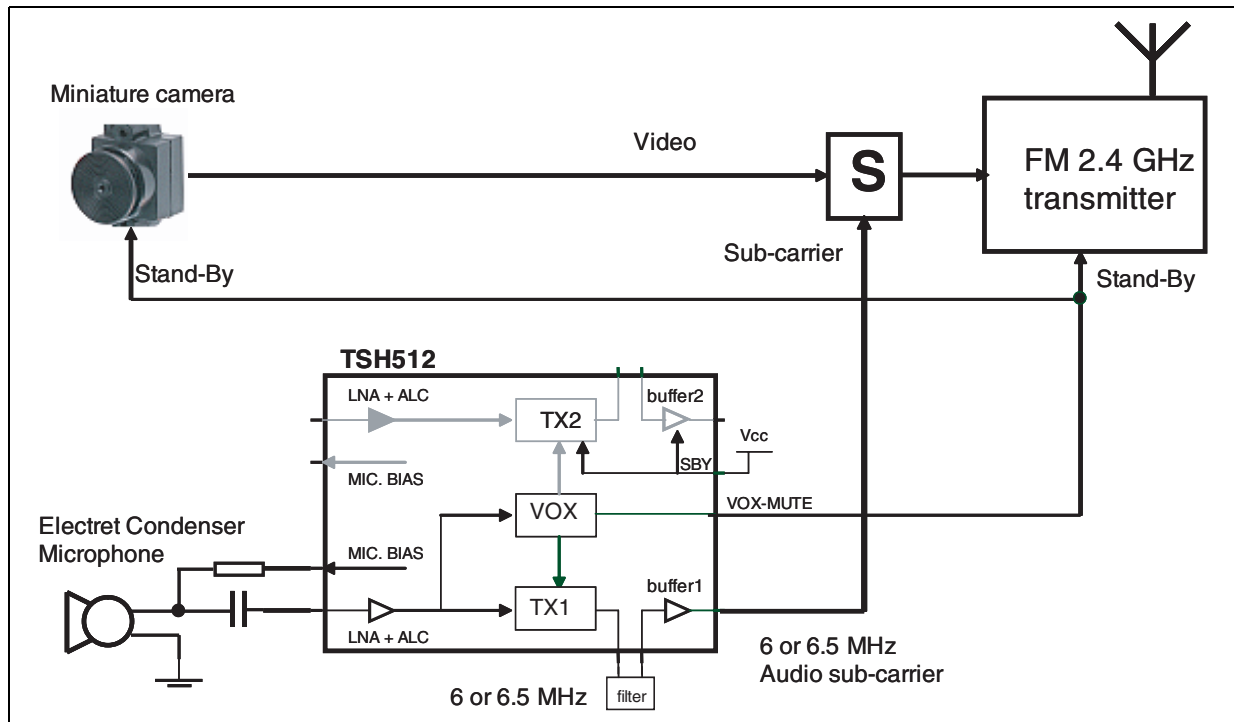 Miniature camera
Video
S
FM 2.4 GHz
transmitter
Sub-carrier
Stand-By
Stand-By
TSH512
LNA + ALC
TX2
buffer2
Vcc
SBY
MIC. BIAS
VOX
VOX-MUTE
Electret Condenser
Microphone
MIC. BIAS
TX1
buffer1
LNA + ALC
6 or 6.5 MHz
filter
6 or 6.5 MHz
Audio sub-carrier